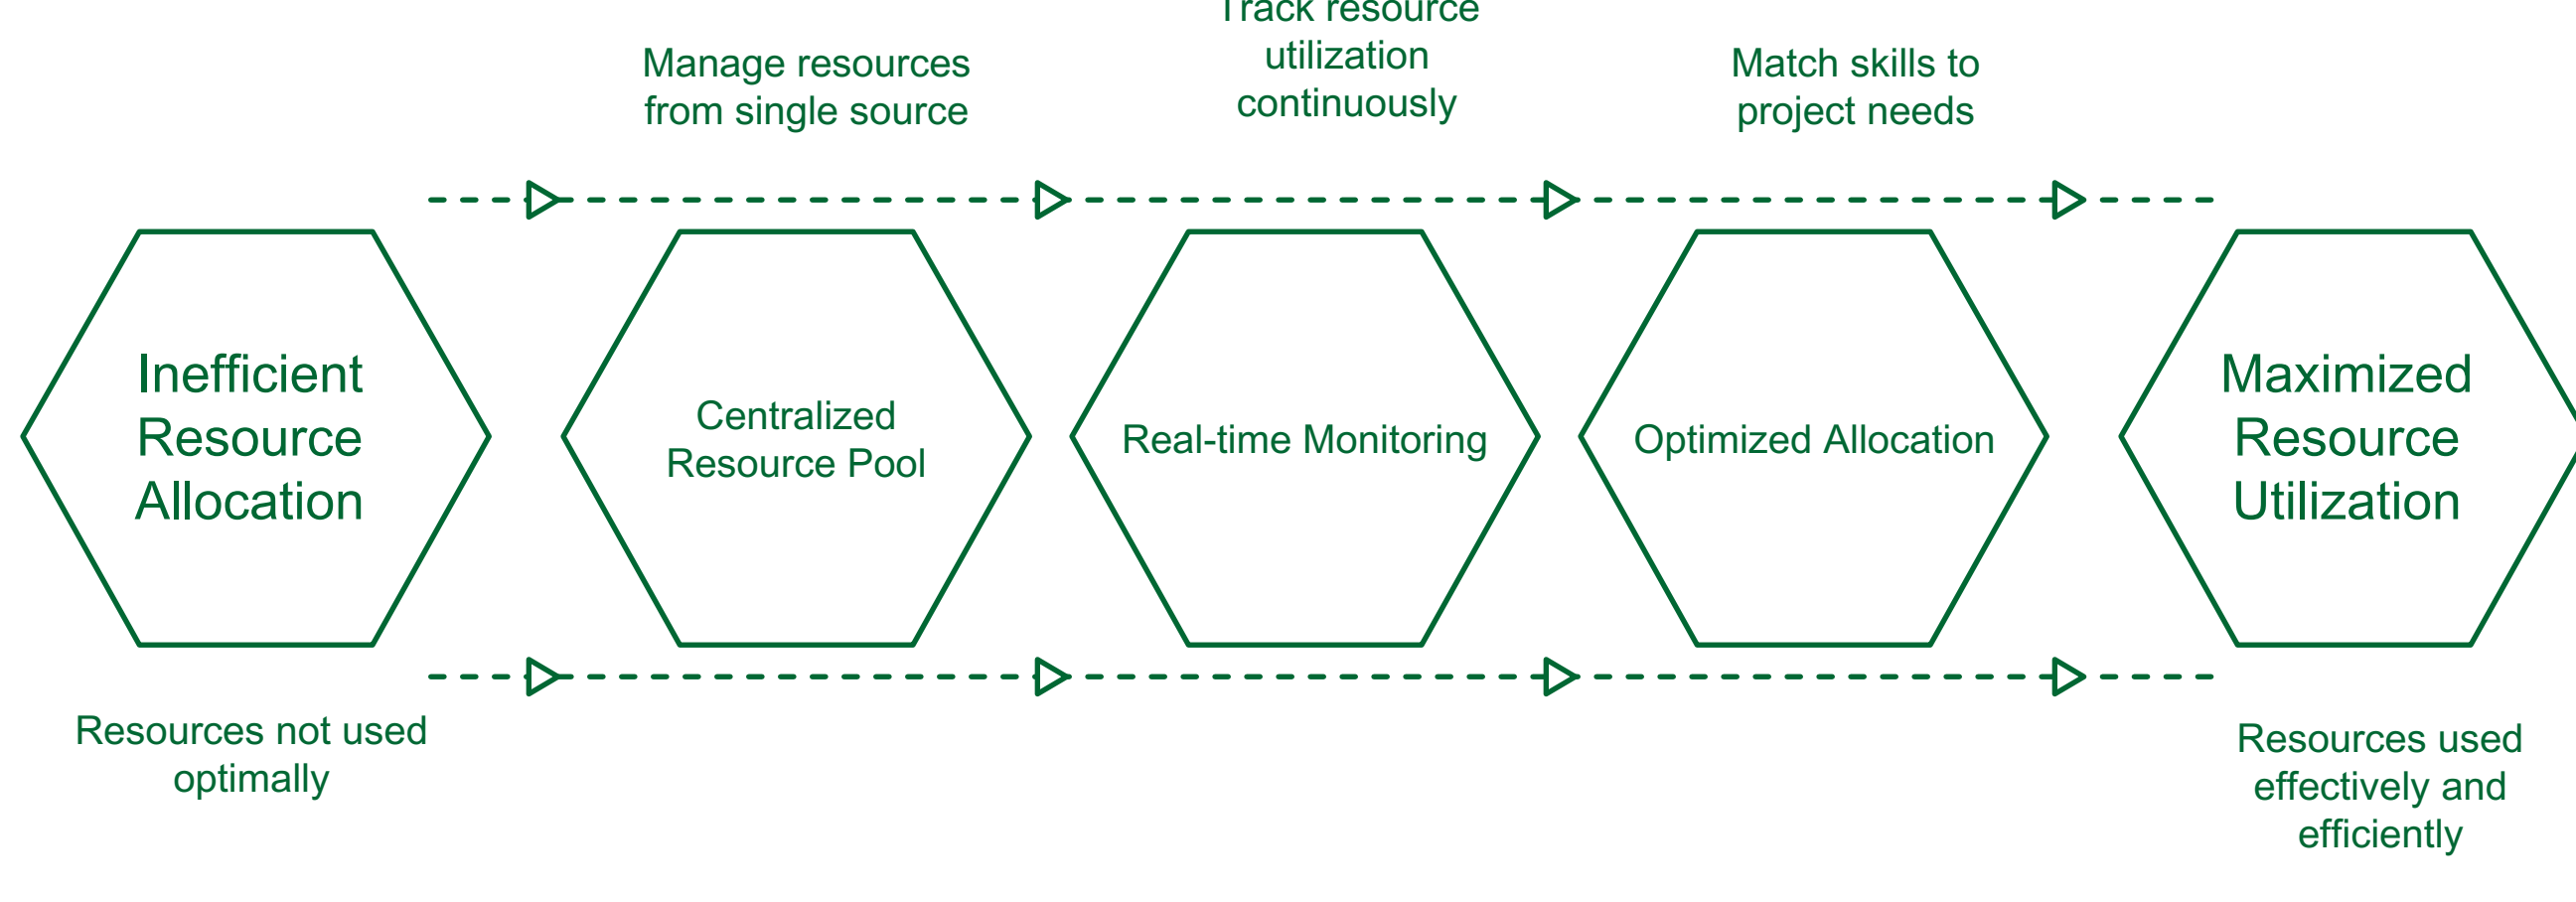 Track resource
utilization
continuously
Manage resources
from single source
Match skills to
project needs
Inefficient
Resource
Allocation
Centralized
Resource Pool
Real-time Monitoring
Optimized Allocation
Maximized
Resource
Utilization
Resources not used
optimally
Resources used
effectively and
efficiently